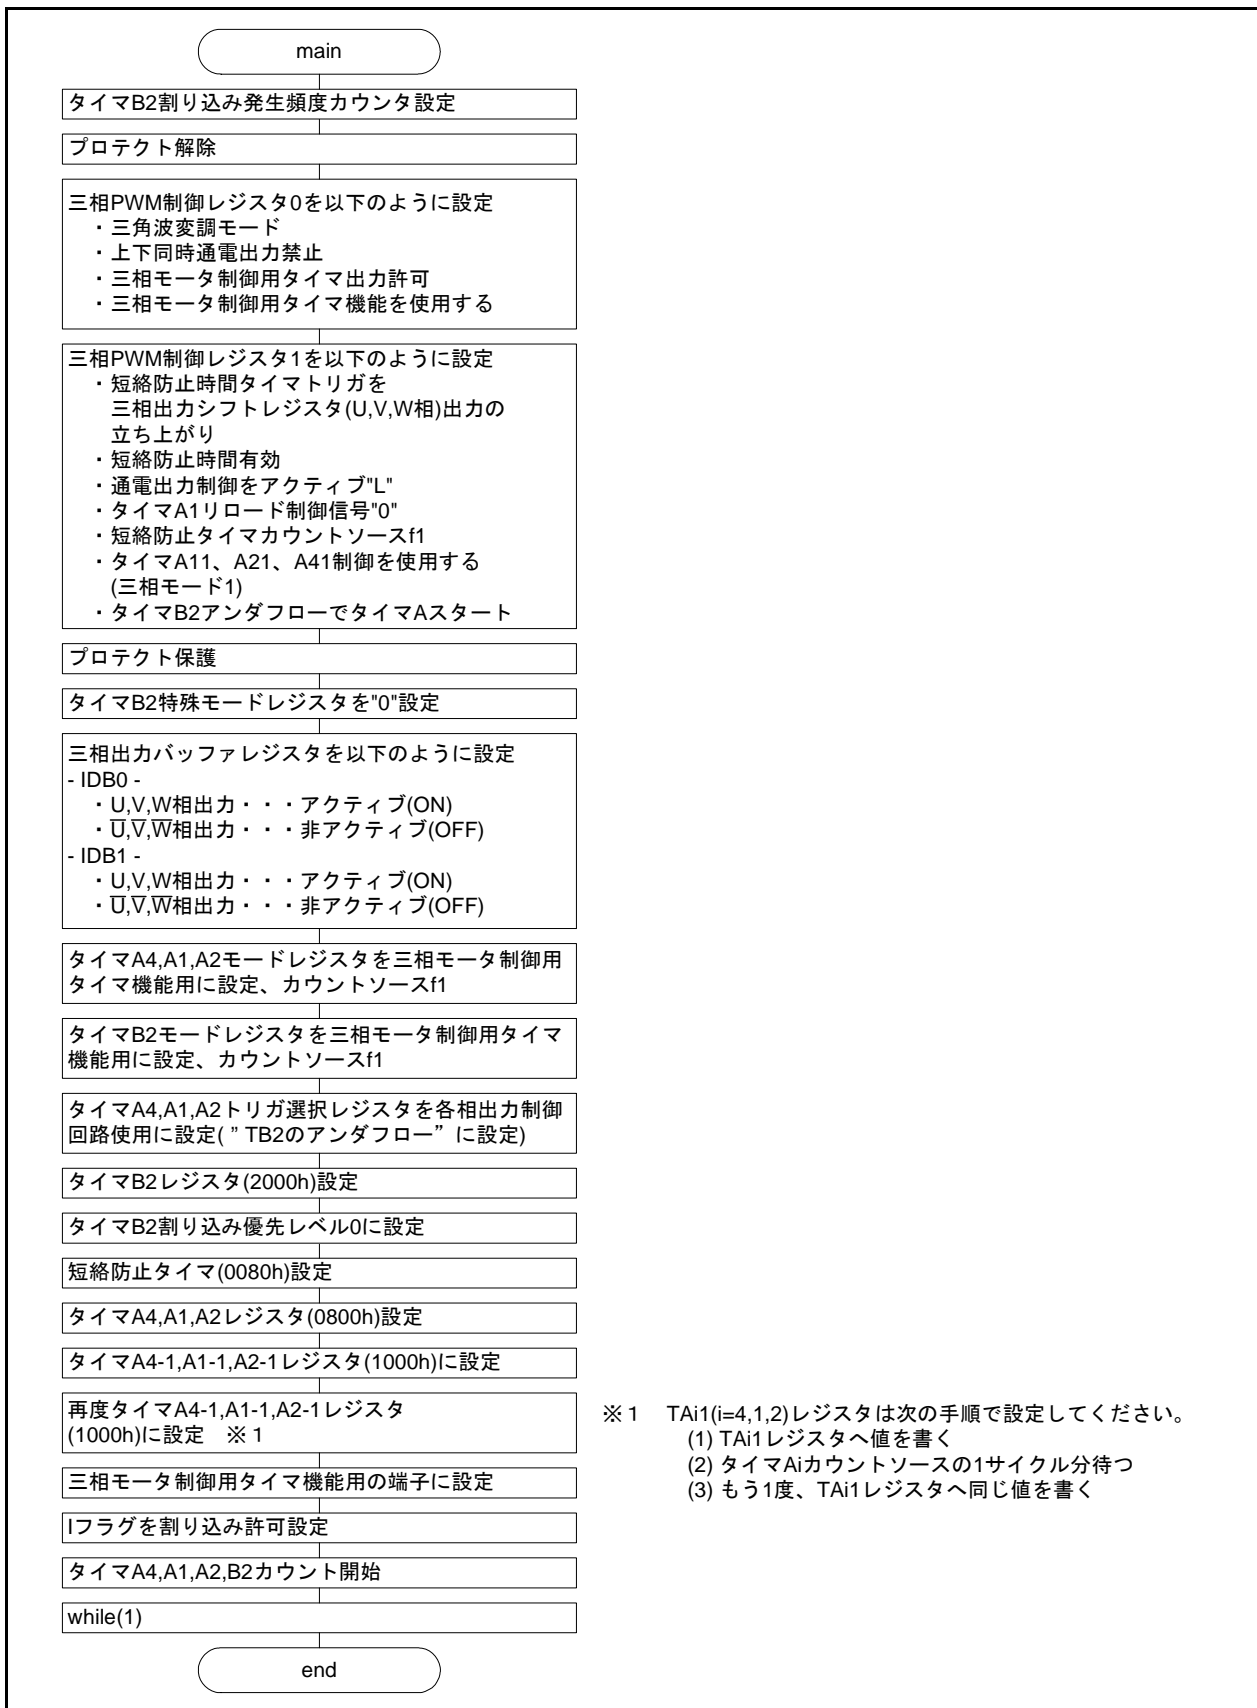 main
タイマB2割り込み発生頻度カウンタ設定
プロテクト解除
三相PWM制御レジスタ0を以下のように設定
・三角波変調モード
・上下同時通電出力禁止
・三相モータ制御用タイマ出力許可
・三相モータ制御用タイマ機能を使用する
三相PWM制御レジスタ1を以下のように設定
・短絡防止時間タイマトリガを
三相出力シフトレジスタ(U,V,W相)出力の
立ち上がり
・短絡防止時間有効
・通電出力制御をアクティブ"L"
・タイマA1リロード制御信号"0"
・短絡防止タイマカウントソースf1
・タイマA11、A21、A41制御を使用する
(三相モード1)
・タイマB2アンダフローでタイマAスタート
プロテクト保護
タイマB2特殊モードレジスタを"0"設定
三相出力バッファレジスタを以下のように設定
- IDB0 -
・U,V,W相出力・・・アクティブ(ON)
・U̅,V̅,W̅相出力・・・非アクティブ(OFF)
- IDB1 -
・U,V,W相出力・・・アクティブ(ON)
・U̅,V̅,W̅相出力・・・非アクティブ(OFF)
タイマA4,A1,A2モードレジスタを三相モータ制御用
タイマ機能用に設定、カウントソースf1
タイマB2モードレジスタを三相モータ制御用タイマ
機能用に設定、カウントソースf1
タイマA4,A1,A2トリガ選択レジスタを各相出力制御
回路使用に設定( ” TB2のアンダフロー”に設定)
タイマB2レジスタ(2000h)設定
タイマB2割り込み優先レベル0に設定
短絡防止タイマ(0080h)設定
タイマA4,A1,A2レジスタ(0800h)設定
タイマA4-1,A1-1,A2-1レジスタ(1000h)に設定
再度タイマA4-1,A1-1,A2-1レジスタ
(1000h)に設定 ※1
三相モータ制御用タイマ機能用の端子に設定
Iフラグを割り込み許可設定
タイマA4,A1,A2,B2カウント開始
while(1)
end
※1 TAi1(i=4,1,2)レジスタは次の手順で設定してください。
(1) TAi1レジスタへ値を書く
(2) タイマAiカウントソースの1サイクル分待つ
(3) もう1度、TAi1レジスタへ同じ値を書く